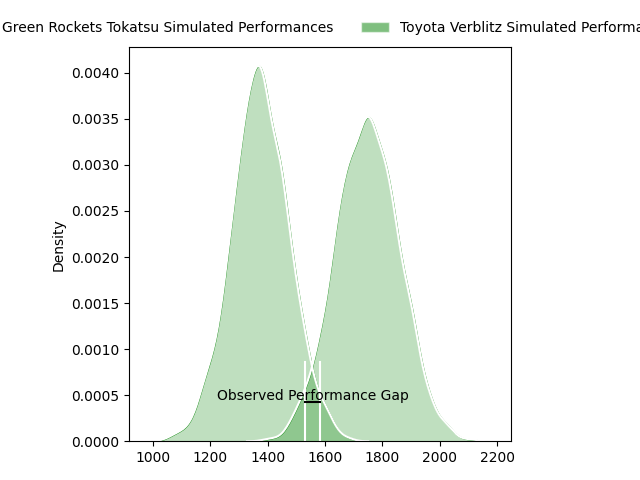 Green Rockets Tokatsu Simulated Performances
Toyota Verblitz Simulated Performa
0.0040
0.0035
0.0030
0.0025
0.0020
0.0015
0.0010
0.0005
0.0000
Density
Observed Performance Gap
1000 1200 1400 1600 1800 2000 2200